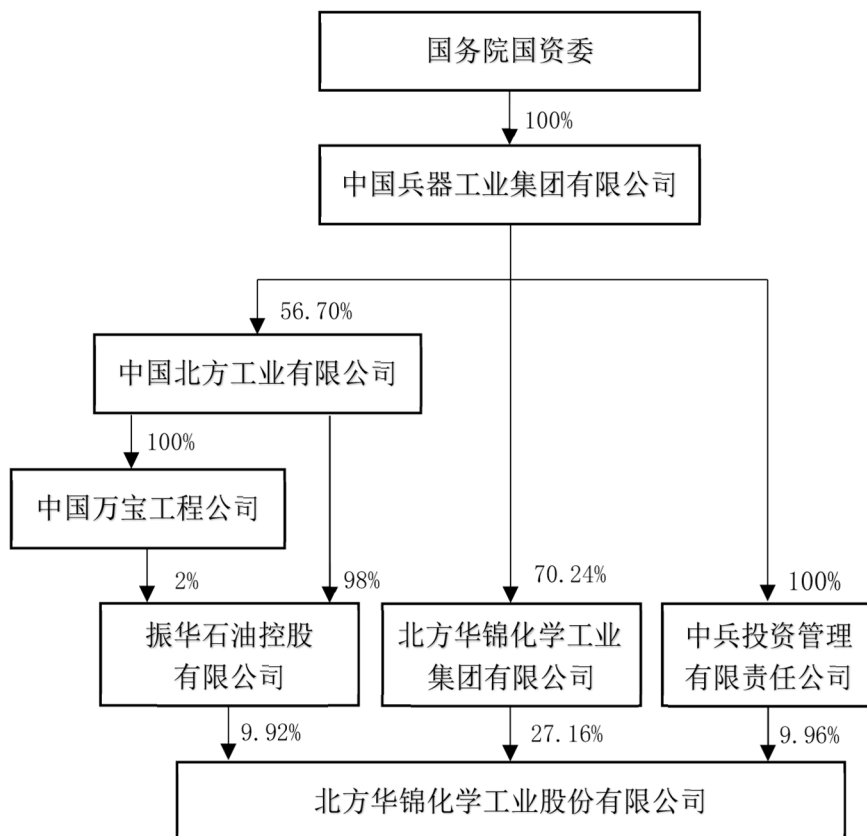 国务院国资委
100%
中国兵器工业集团有限公司
56.70%
中国北方工业有限公司
100%
中国万宝工程公司
2%
98%
70.24%
100%
振华石油控股
有限公司
北方华锦化学工业
集团有限公司
中兵投资管理
有限责任公司
9.92%
27.16%
9.96%
北方华锦化学工业股份有限公司